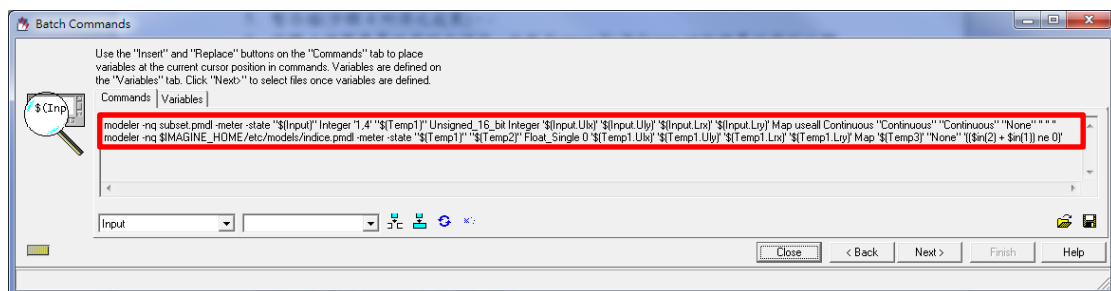 Batch Commands
Use the "Insert" and "Replace" buttons on the "Commands" tab to place
variables at the current cursor position in commands. Variables are defined on
the "Variables" tab. Click "Next>" to select files once variables are defined.
$(Inp
Commands Variables
modeler -nq subset.pmdl -meter -state "$(Input)" Integer '1,4' "$(Temp1)" Unsigned_16_bit Integer '$(Input.Ulx)' '$(Input.Uly)' '$(Input.Lrx)' '$(Input.Lry)' Map useall Continuous "Continuous" "Continuous" "None" " " "
modeler -nq $IMAGINE_HOME/etc/models/indice.pmdl -meter -state "$(Temp1)" "$(Temp2)" Float_Single 0 '$(Temp1.Ulx)' '$(Temp1.Uly)' '$(Temp1.Lrx)' '$(Temp1.Lry)' Map '$(Temp3)' "None" '(($in(2) + $in(1)) ne 0)'
Input
Close < Back Next > Finish Help